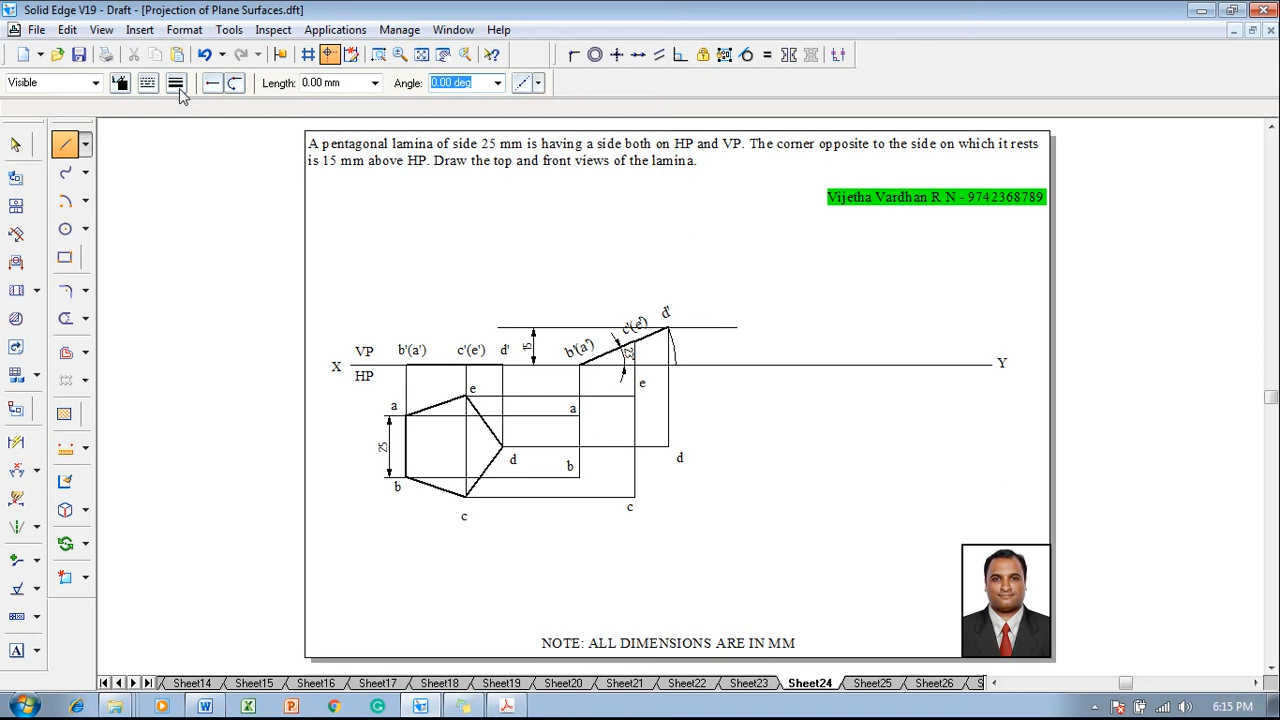 Solid Edge V19 - Draft - [Projection of Plane Surfaces.dft]
File Edit View Insert Format Tools Inspect Applications Manage Window Help
Visible Length: 0.00 mm Angle: 0.00 deg
A pentagonal lamina of side 25 mm is having a side both on HP and VP. The corner opposite to the side on which it rests
is 15 mm above HP. Draw the top and front views of the lamina.
Vijetha Vardhan R N - 9742368789
d'
c'(e')
15
b'(a')
23°
VP b'(a') c'(e') d'
X Y
HP
e e
a a
25
d d
b b
c c
NOTE: ALL DIMENSIONS ARE IN MM
Sheet14 Sheet15 Sheet16 Sheet17 Sheet18 Sheet19 Sheet20 Sheet21 Sheet22 Sheet23 Sheet24 Sheet25 Sheet26 S
6:15 PM